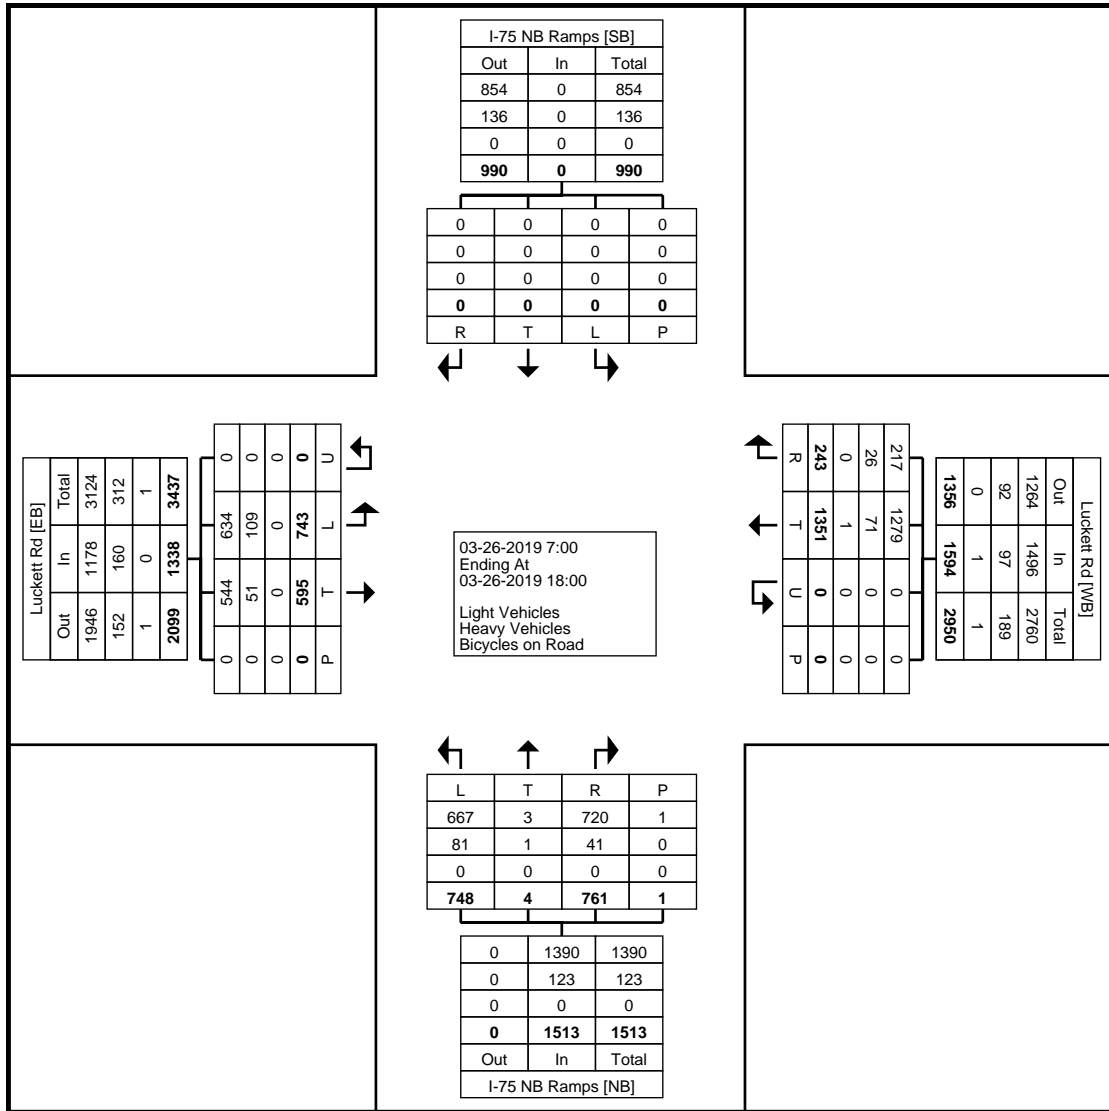 I-75 NB Ramps [SB]
Out In Total
854 0 854
136 0 136
0 0 0
990 0 990
0 0 0 0
0 0 0 0
0 0 0 0
0 0 0 0
R T L P
Luckett Rd [EB]
Total In Out
3124 1178 1946
312 160 152
1 0 1
3437 1338 2099
0 634 544 0
0 109 51 0
0 0 0 0
0 743 595 0
U L T P
03-26-2019 7:00
Ending At
03-26-2019 18:00
Light Vehicles
Heavy Vehicles
Bicycles on Road
R T U P
243 1351 0 0
0 1 0 0
26 71 0 0
217 1279 0 0
Luckett Rd [WB]
Out In Total
1264 1496 2760
92 97 189
0 1 1
1356 1594 2950
L T R P
667 3 720 1
81 1 41 0
0 0 0 0
748 4 761 1
0 1390 1390
0 123 123
0 0 0
0 1513 1513
Out In Total
I-75 NB Ramps [NB]